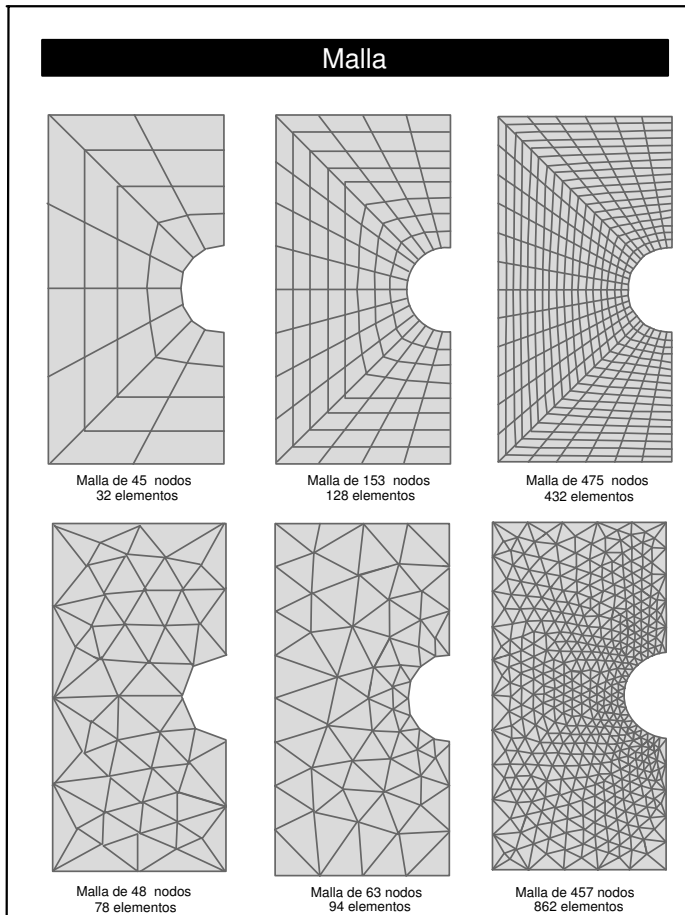 Malla
Malla de 45 nodos
32 elementos
Malla de 153 nodos
128 elementos
Malla de 475 nodos
432 elementos
Malla de 48 nodos
78 elementos
Malla de 63 nodos
94 elementos
Malla de 457 nodos
862 elementos